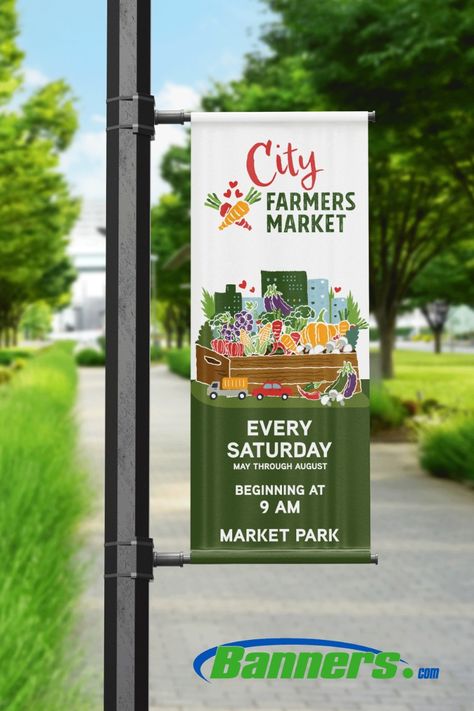 City
FARMERS
MARKET
EVERY
SATURDAY
MAY THROUGH AUGUST
BEGINNING AT
9 AM
MARKET PARK
Banners.com